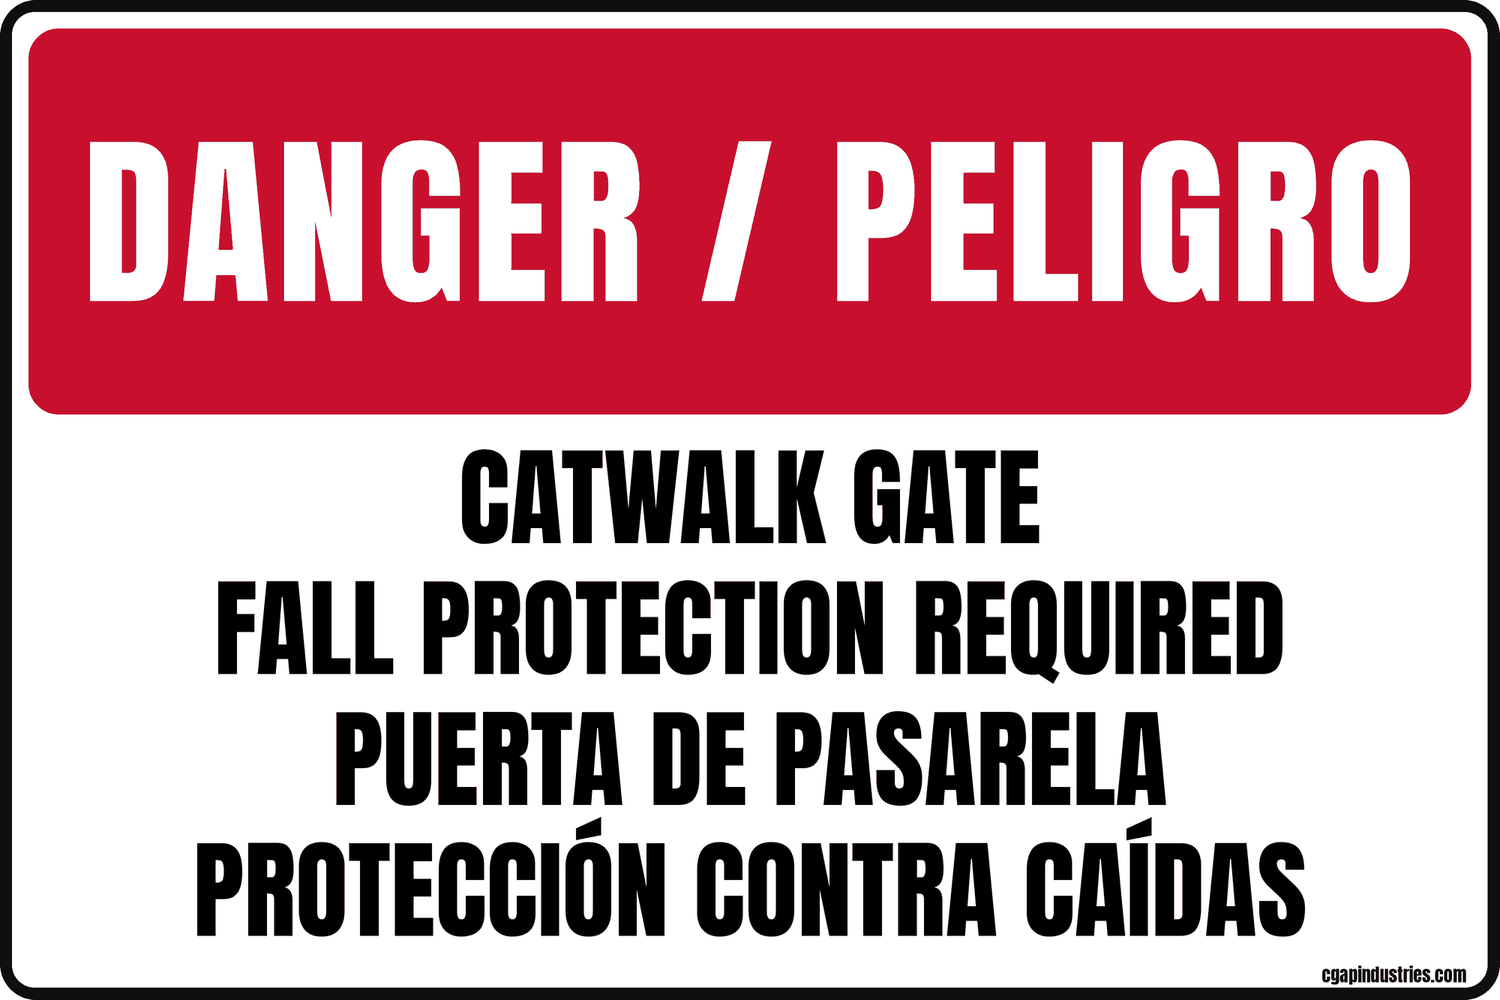 DANGER / PELIGRO
CATWALK GATE
FALL PROTECTION REQUIRED
PUERTA DE PASARELA
PROTECCIÓN CONTRA CAÍDAS
cgapindustries.com